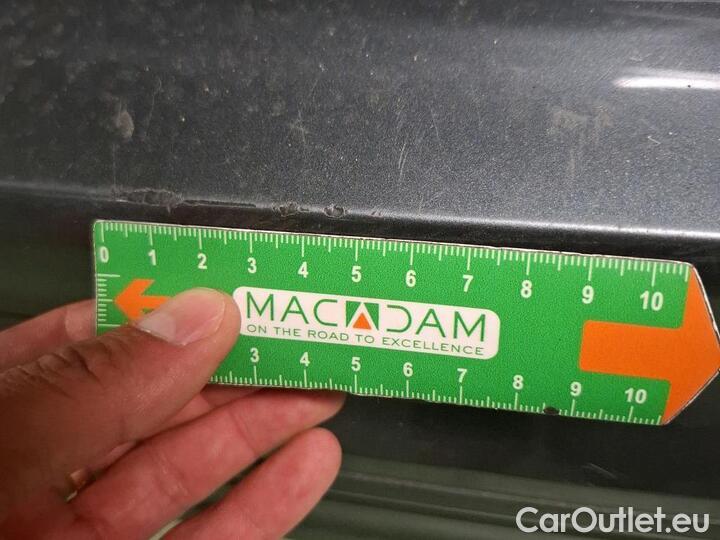 0 1 2 3 4 5 6 7 8 9 10
MACADAM
ON THE ROAD TO EXCELLENCE
3 4 5 6 7 8 9 10
CarOutlet.eu